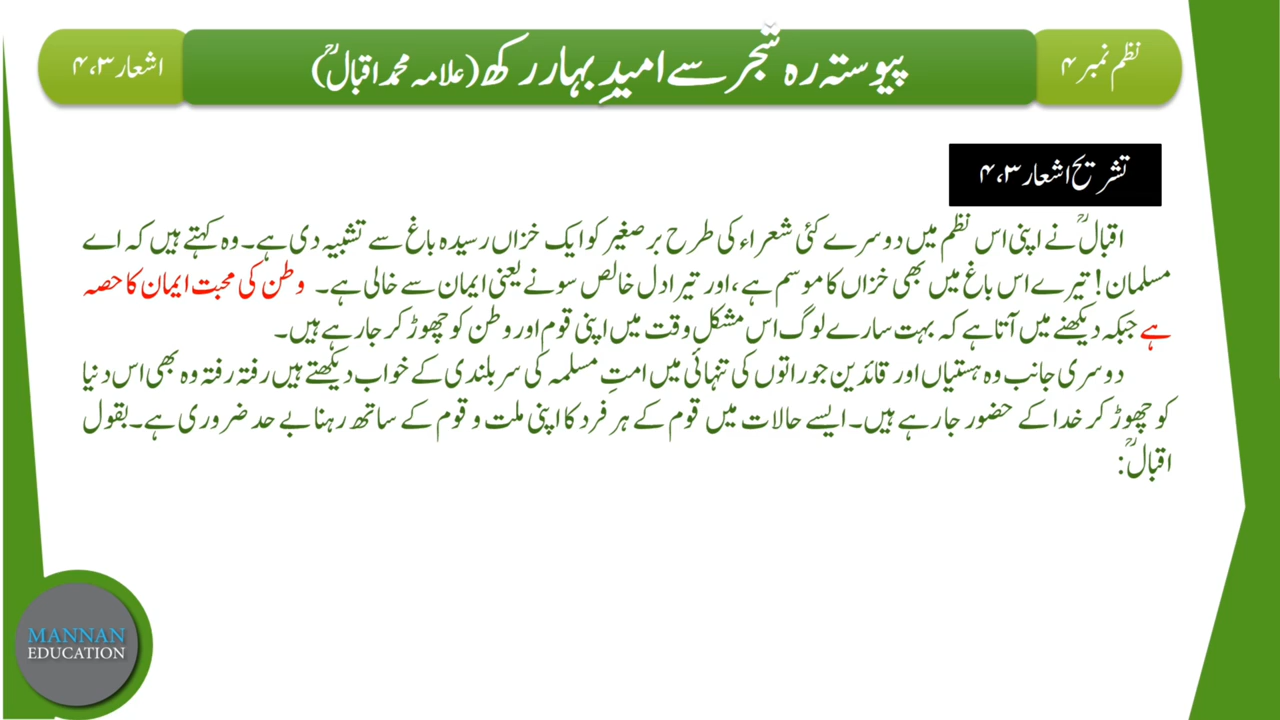 نظم نمبر ۴
پیوستہ رہ شجر سے امیدِ بہار رکھ (علامہ محمد اقبالؒ)
اشعار ۳،۴
تشریح اشعار ۳،۴
اقبالؒ نے اپنی اس نظم میں دوسرے کئی شعراء کی طرح برصغیر کو ایک خزاں رسیدہ باغ سے تشبیہ دی ہے۔ وہ کہتے ہیں کہ اے
مسلمان! تیرے اس باغ میں بھی خزاں کا موسم ہے، اور تیرا دل خالص سونے یعنی ایمان سے خالی ہے۔ وطن کی محبت ایمان کا حصہ
ہے جبکہ دیکھنے میں آتا ہے کہ بہت سارے لوگ اس مشکل وقت میں اپنی قوم اور وطن کو چھوڑ کر جا رہے ہیں۔
دوسری جانب وہ ہستیاں اور قائدین جو راتوں کی تنہائی میں امتِ مسلمہ کی سربلندی کے خواب دیکھتے ہیں رفتہ رفتہ وہ بھی اس دنیا
کو چھوڑ کر خدا کے حضور جا رہے ہیں۔ ایسے حالات میں قوم کے ہر فرد کا اپنی ملت و قوم کے ساتھ رہنا بے حد ضروری ہے۔ بقول
اقبالؒ:
MANNAN
EDUCATION